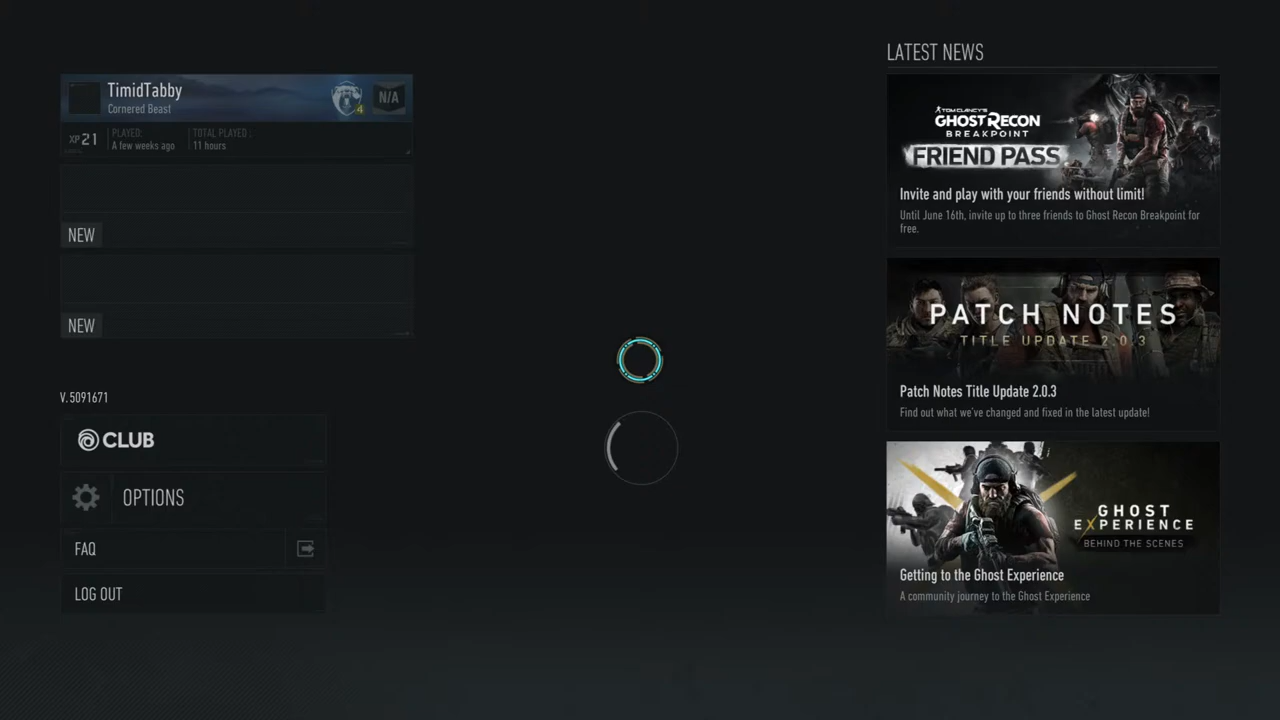 TimidTabby
Cornered Beast
4
N/A
XP 21
PLAYED:
A few weeks ago
TOTAL PLAYED :
11 hours
NEW
NEW
V.5091671
CLUB
OPTIONS
FAQ
LOG OUT
LATEST NEWS
TOM CLANCY'S
GHOST RECON
BREAKPOINT
FRIEND PASS
Invite and play with your friends without limit!
Until June 16th, invite up to three friends to Ghost Recon Breakpoint for
free.
PATCH NOTES
TITLE UPDATE 2.0.3
Patch Notes Title Update 2.0.3
Find out what we've changed and fixed in the latest update!
GHOST
EXPERIENCE
BEHIND THE SCENES
Getting to the Ghost Experience
A community journey to the Ghost Experience